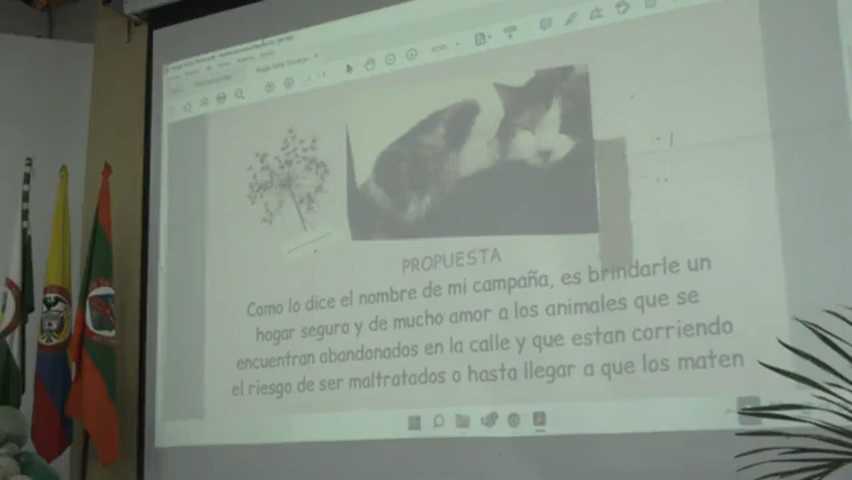 PROPUESTA
Como lo dice el nombre de mi campaña, es brindarle un
hogar seguro y de mucho amor a los animales que se
encuentran abandonados en la calle y que estan corriendo
el riesgo de ser maltratados o hasta llegar a que los maten